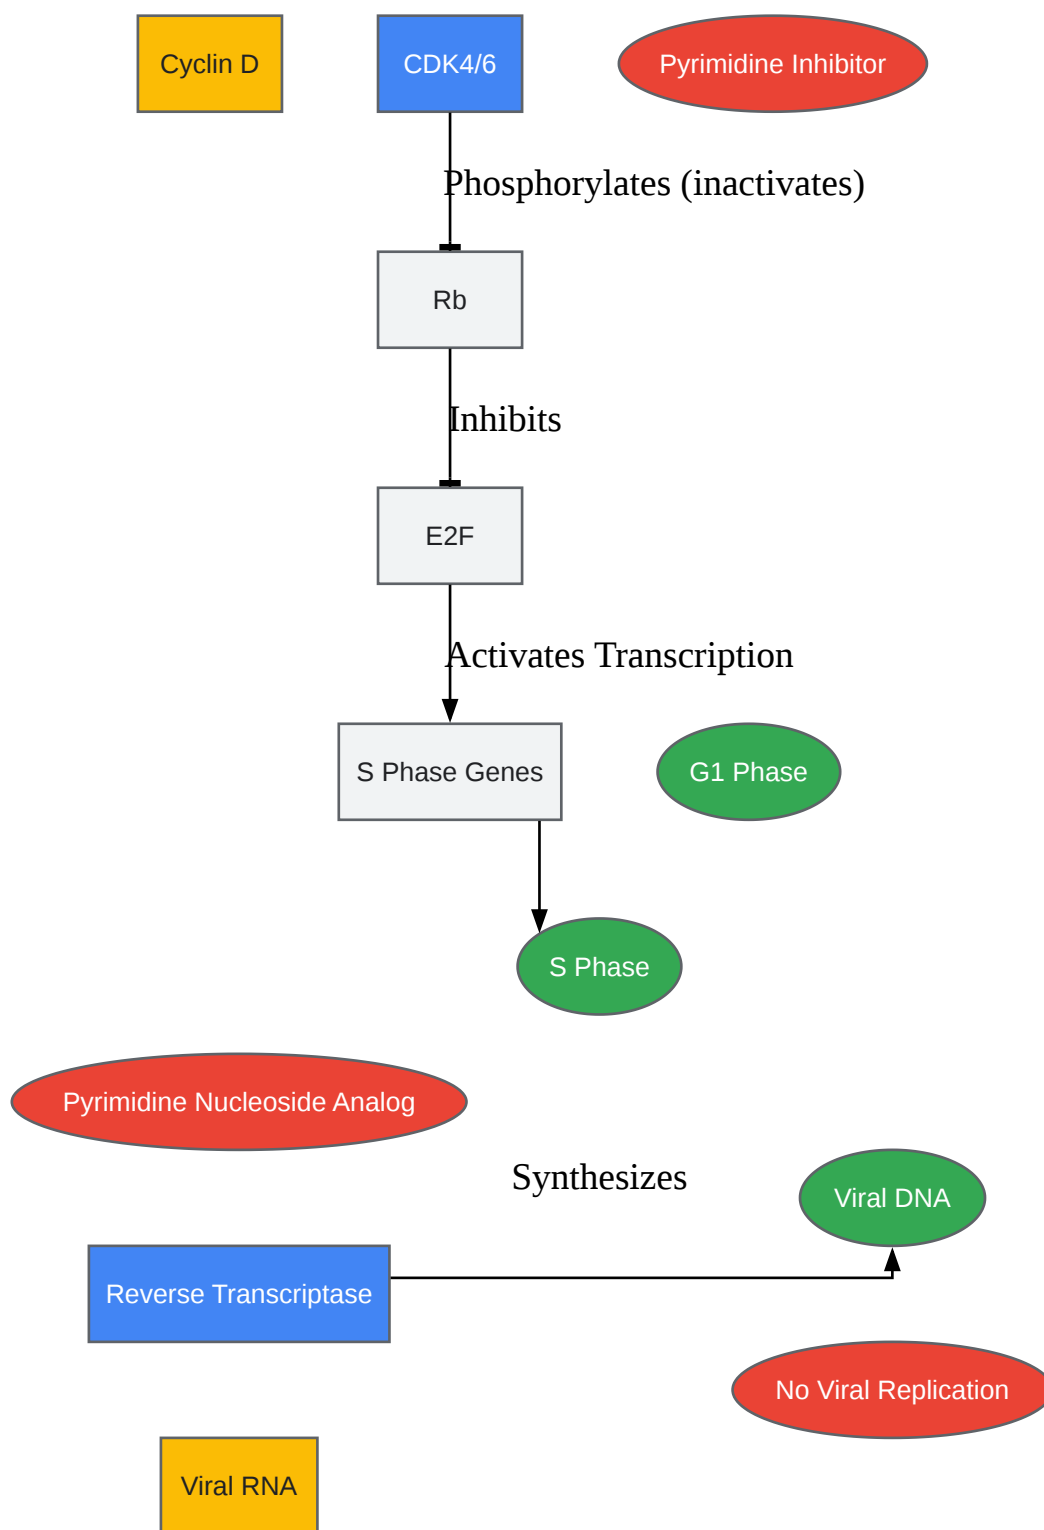 Cyclin D
CDK4/6
Pyrimidine Inhibitor
Phosphorylates (inactivates)
Rb
Inhibits
E2F
Activates Transcription
S Phase Genes
G1 Phase
S Phase
Pyrimidine Nucleoside Analog
Synthesizes
Viral DNA
Reverse Transcriptase
No Viral Replication
Viral RNA